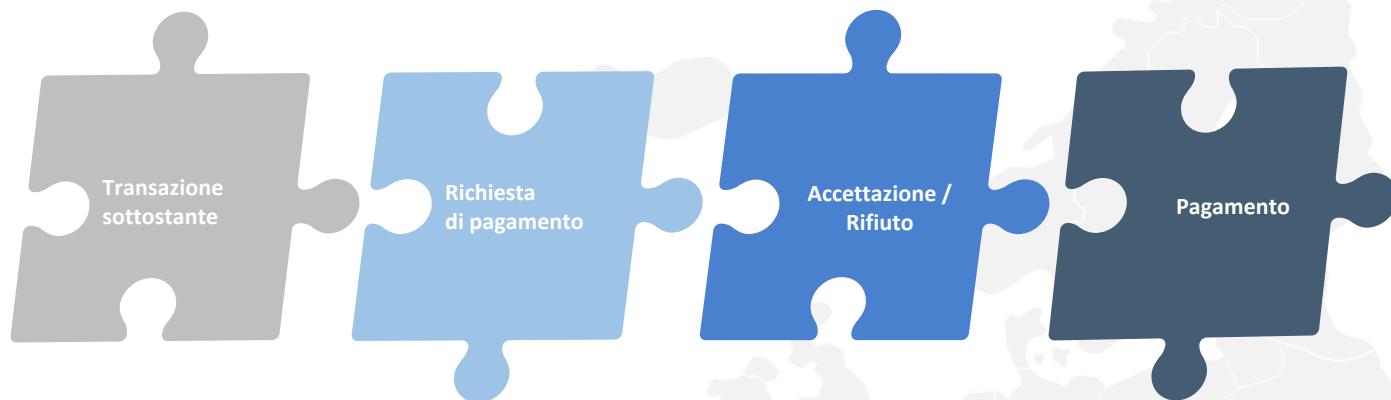 Transazione
sottostante
Richiesta
di pagamento
Accettazione /
Rifiuto
Pagamento